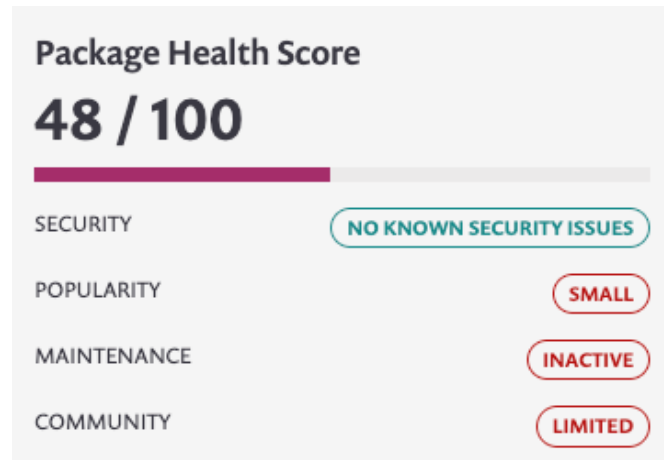 Package Health Score
48 / 100
SECURITY NO KNOWN SECURITY ISSUES
POPULARITY SMALL
MAINTENANCE INACTIVE
COMMUNITY LIMITED